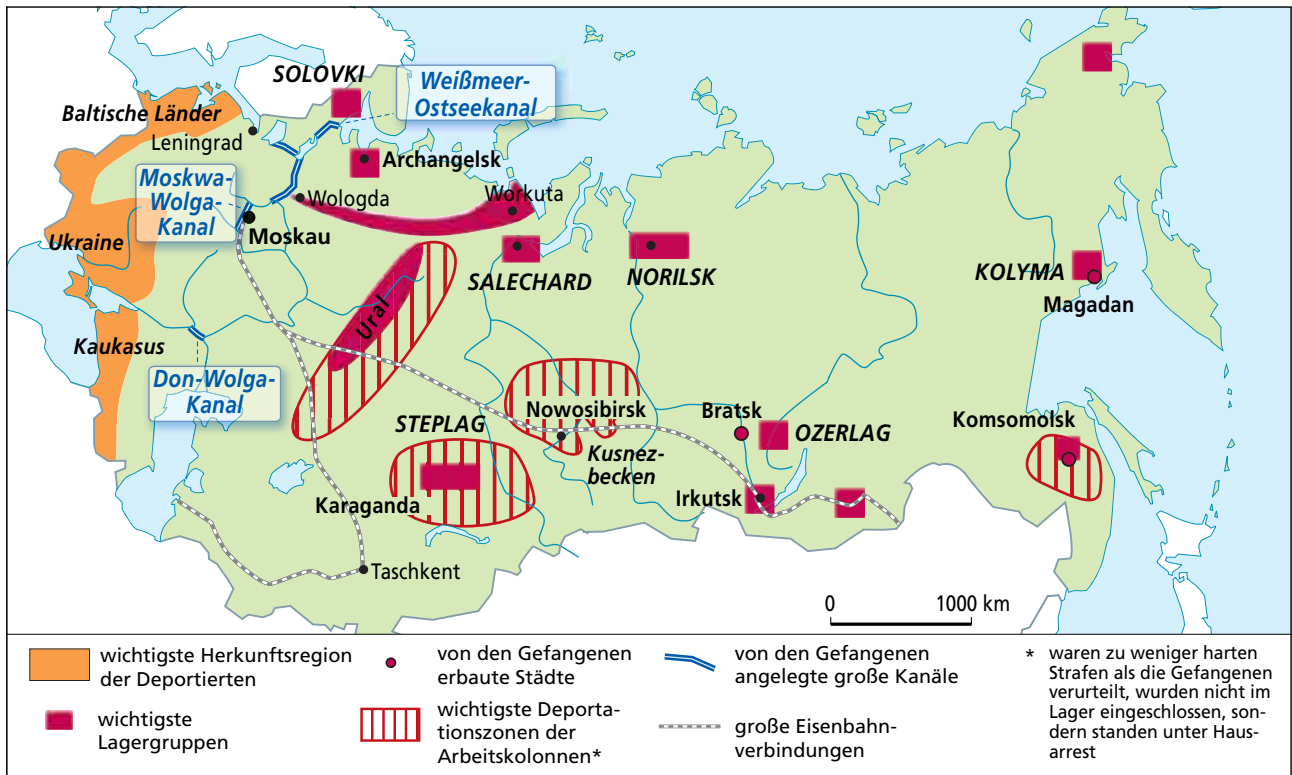 SOLOVKI
Weißmeer-
Ostseekanal
Baltische Länder
Leningrad
Archangelsk
Moskwa-
Wolga-
Kanal
Wologda
Workuta
Ukraine
Moskau
SALECHARD
NORILSK
KOLYMA
Magadan
Ural
Kaukasus
Don-Wolga-
Kanal
STEPLAG
Nowosibirsk
Bratsk
OZERLAG
Komsomolsk
Kusnez-
becken
Karaganda
Irkutsk
Taschkent
0 1000 km
wichtigste Herkunftsregion
der Deportierten
wichtigste
Lagergruppen
von den Gefangenen
erbaute Städte
wichtigste Deporta-
tionszonen der
Arbeitskolonnen*
von den Gefangenen
angelegte große Kanäle
große Eisenbahn-
verbindungen
* waren zu weniger harten
Strafen als die Gefangenen
verurteilt, wurden nicht im
Lager eingeschlossen, son-
dern standen unter Haus-
arrest